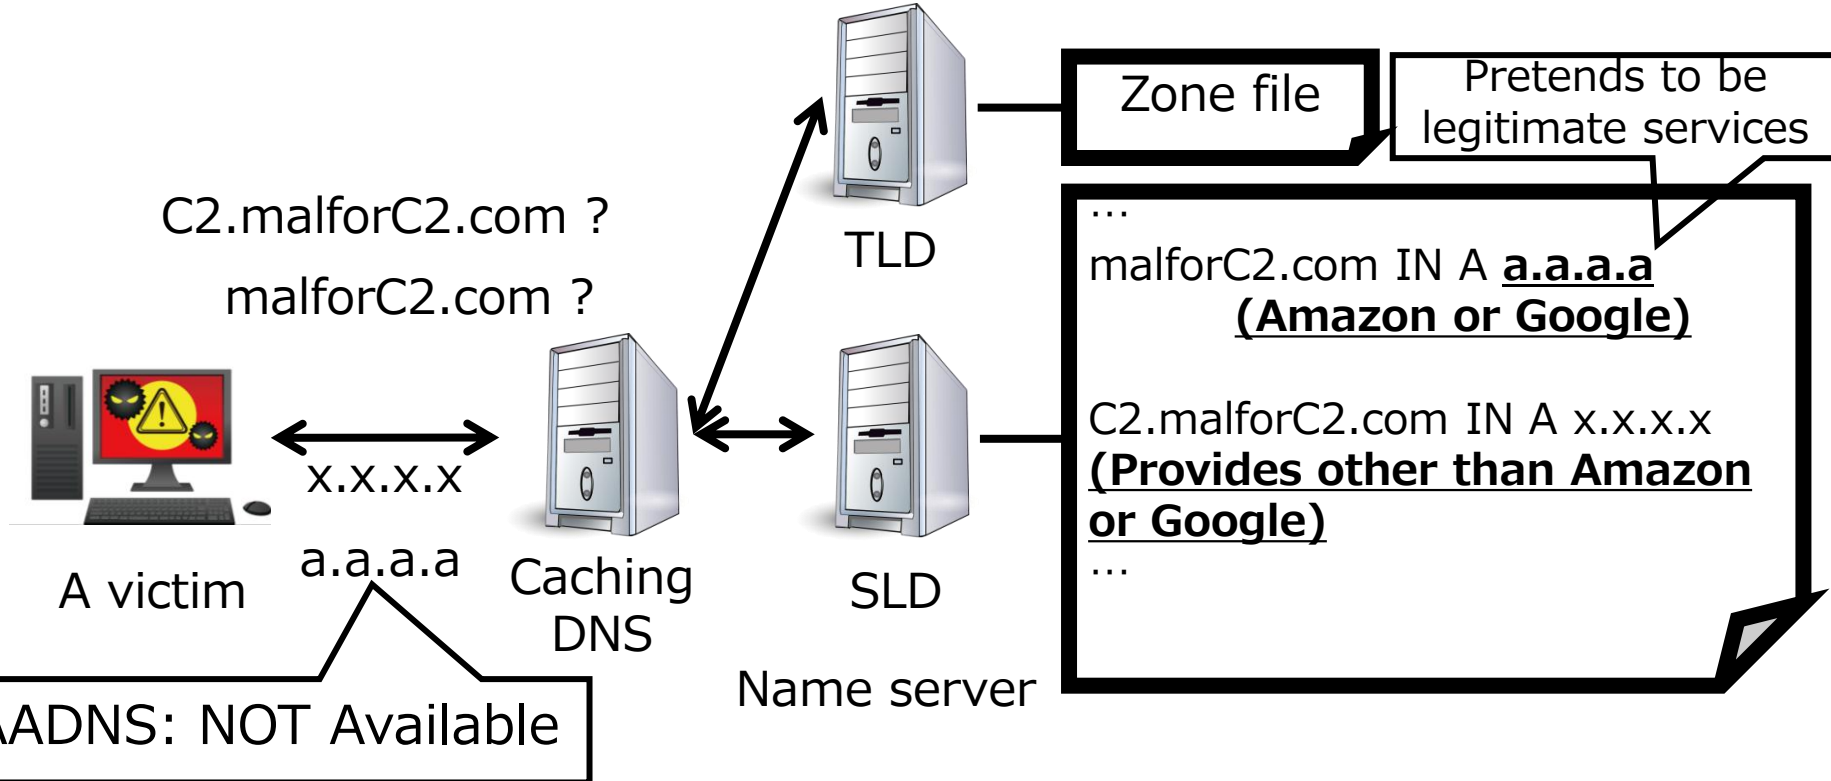 C2.malforC2.com ?
malforC2.com ?
x.x.x.x
a.a.a.a
A victim
Caching
DNS
AADNS: NOT Available
TLD
SLD
Name server
Zone file
Pretends to be
legitimate services
...
malforC2.com IN A a.a.a.a
(Amazon or Google)
C2.malforC2.com IN A x.x.x.x
(Provides other than Amazon
or Google)
...